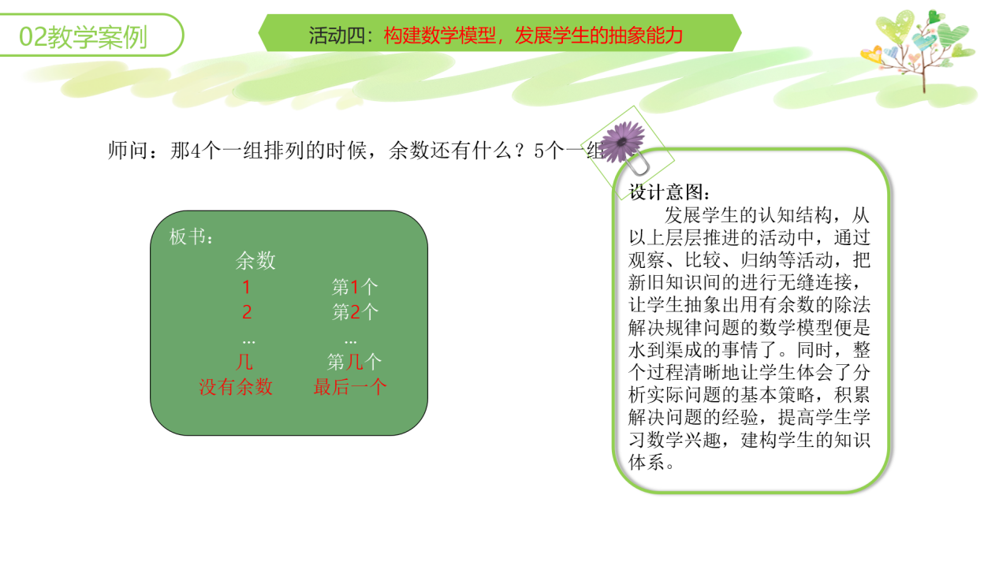 02教学案例
活动四：构建数学模型，发展学生的抽象能力
师问：那4个一组排列的时候，余数还有什么？5个一组
板书：
余数
1 第1个
2 第2个
... ...
几 第几个
没有余数 最后一个
设计意图：
发展学生的认知结构，从
以上层层推进的活动中，通过
观察、比较、归纳等活动，把
新旧知识间的进行无缝连接，
让学生抽象出用有余数的除法
解决规律问题的数学模型便是
水到渠成的事情了。同时，整
个过程清晰地让学生体会了分
析实际问题的基本策略，积累
解决问题的经验，提高学生学
习数学兴趣，建构学生的知识
体系。